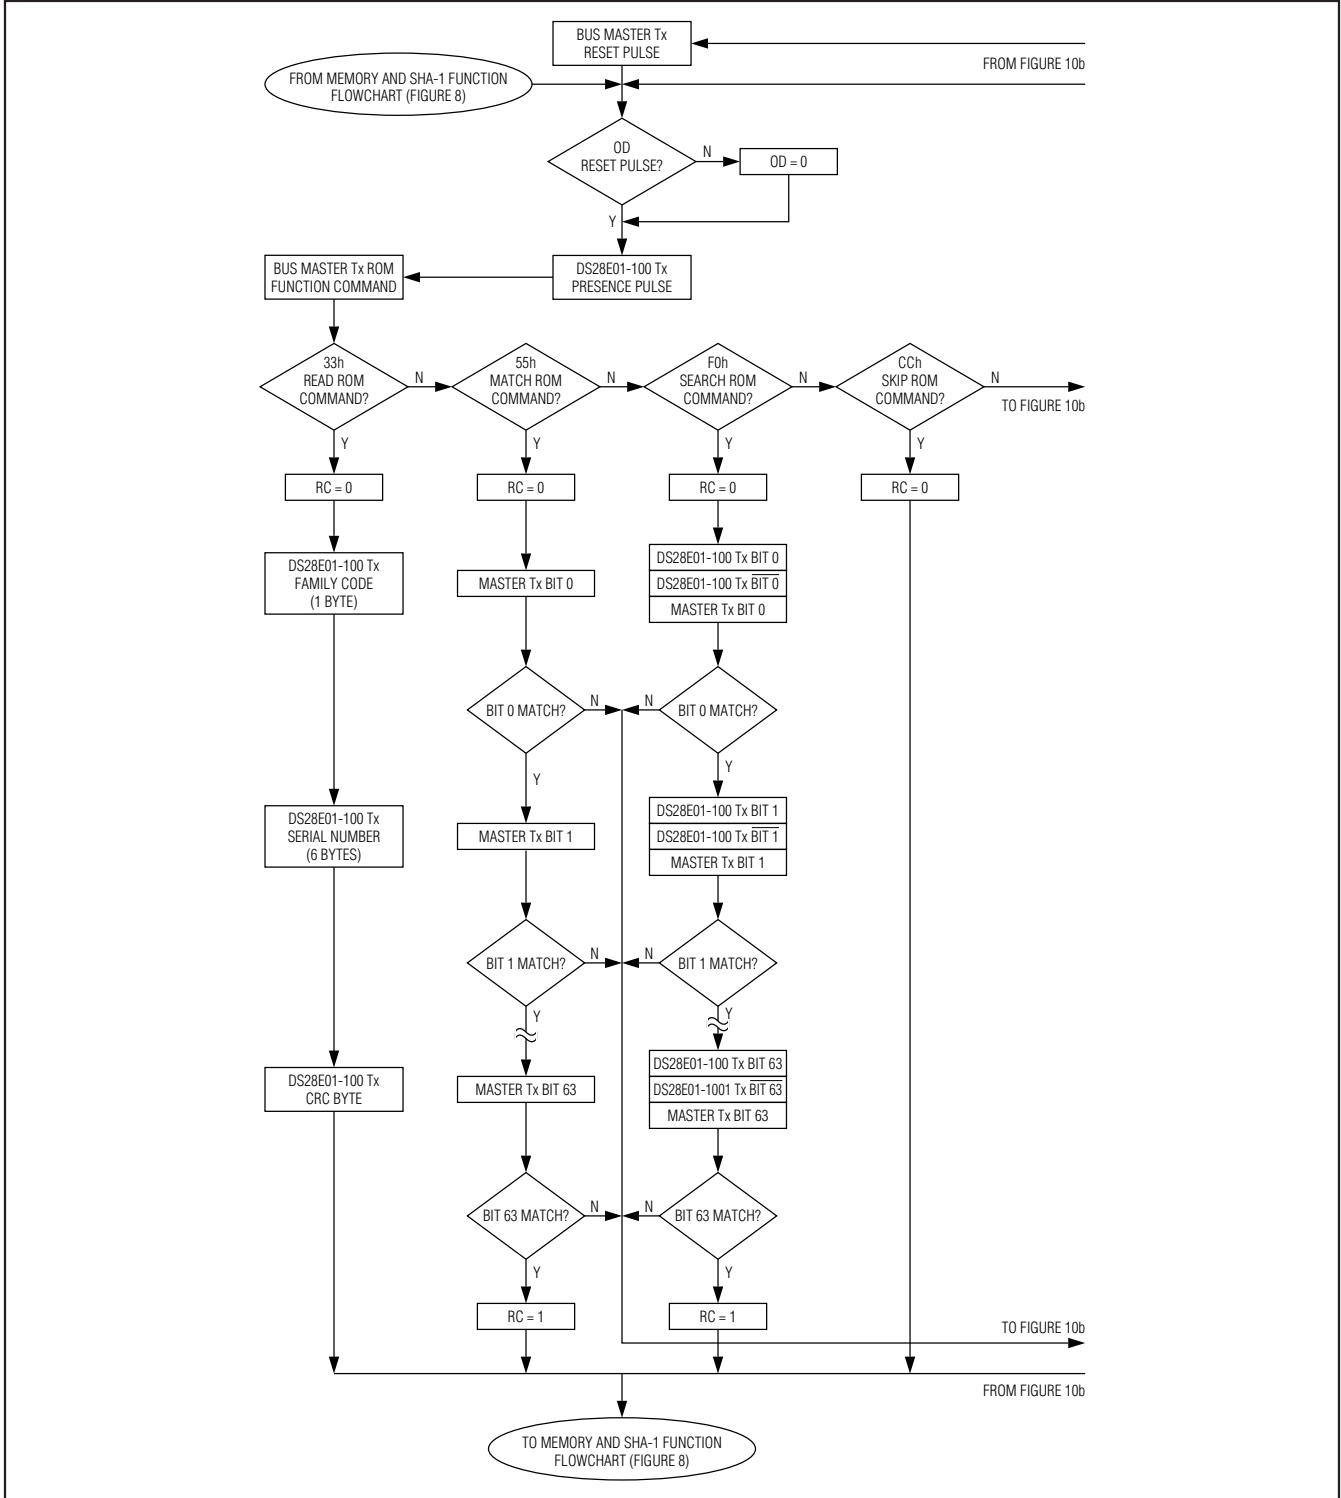 BUS MASTER Tx
RESET PULSE
FROM FIGURE 10b
FROM MEMORY AND SHA-1 FUNCTION
FLOWCHART (FIGURE 8)
OD
RESET PULSE?
N
OD = 0
Y
BUS MASTER Tx ROM
FUNCTION COMMAND
DS28E01-100 Tx
PRESENCE PULSE
33h
READ ROM
COMMAND?
N
55h
MATCH ROM
COMMAND?
N
F0h
SEARCH ROM
COMMAND?
N
CCh
SKIP ROM
COMMAND?
N
TO FIGURE 10b
Y
Y
Y
Y
RC = 0
RC = 0
RC = 0
RC = 0
DS28E01-100 Tx
FAMILY CODE
(1 BYTE)
MASTER Tx BIT 0
DS28E01-100 Tx BIT 0
DS28E01-100 Tx BIT 0
MASTER Tx BIT 0
BIT 0 MATCH?
N
N
BIT 0 MATCH?
Y
Y
DS28E01-100 Tx
SERIAL NUMBER
(6 BYTES)
MASTER Tx BIT 1
DS28E01-100 Tx BIT 1
DS28E01-100 Tx BIT 1
MASTER Tx BIT 1
BIT 1 MATCH?
N
N
BIT 1 MATCH?
Y
Y
DS28E01-100 Tx
CRC BYTE
MASTER Tx BIT 63
DS28E01-100 Tx BIT 63
DS28E01-1001 Tx BIT 63
MASTER Tx BIT 63
BIT 63 MATCH?
N
N
BIT 63 MATCH?
Y
Y
RC = 1
RC = 1
TO FIGURE 10b
FROM FIGURE 10b
TO MEMORY AND SHA-1 FUNCTION
FLOWCHART (FIGURE 8)